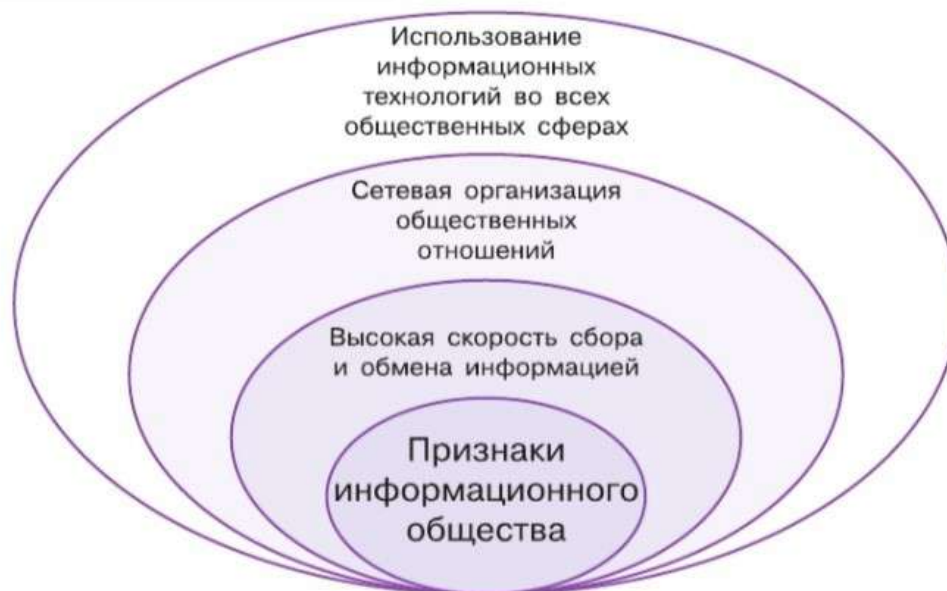 Использование
информационных
технологий во всех
общественных сферах
Сетевая организация
общественных
отношений
Высокая скорость сбора
и обмена информацией
Признаки
информационного
общества